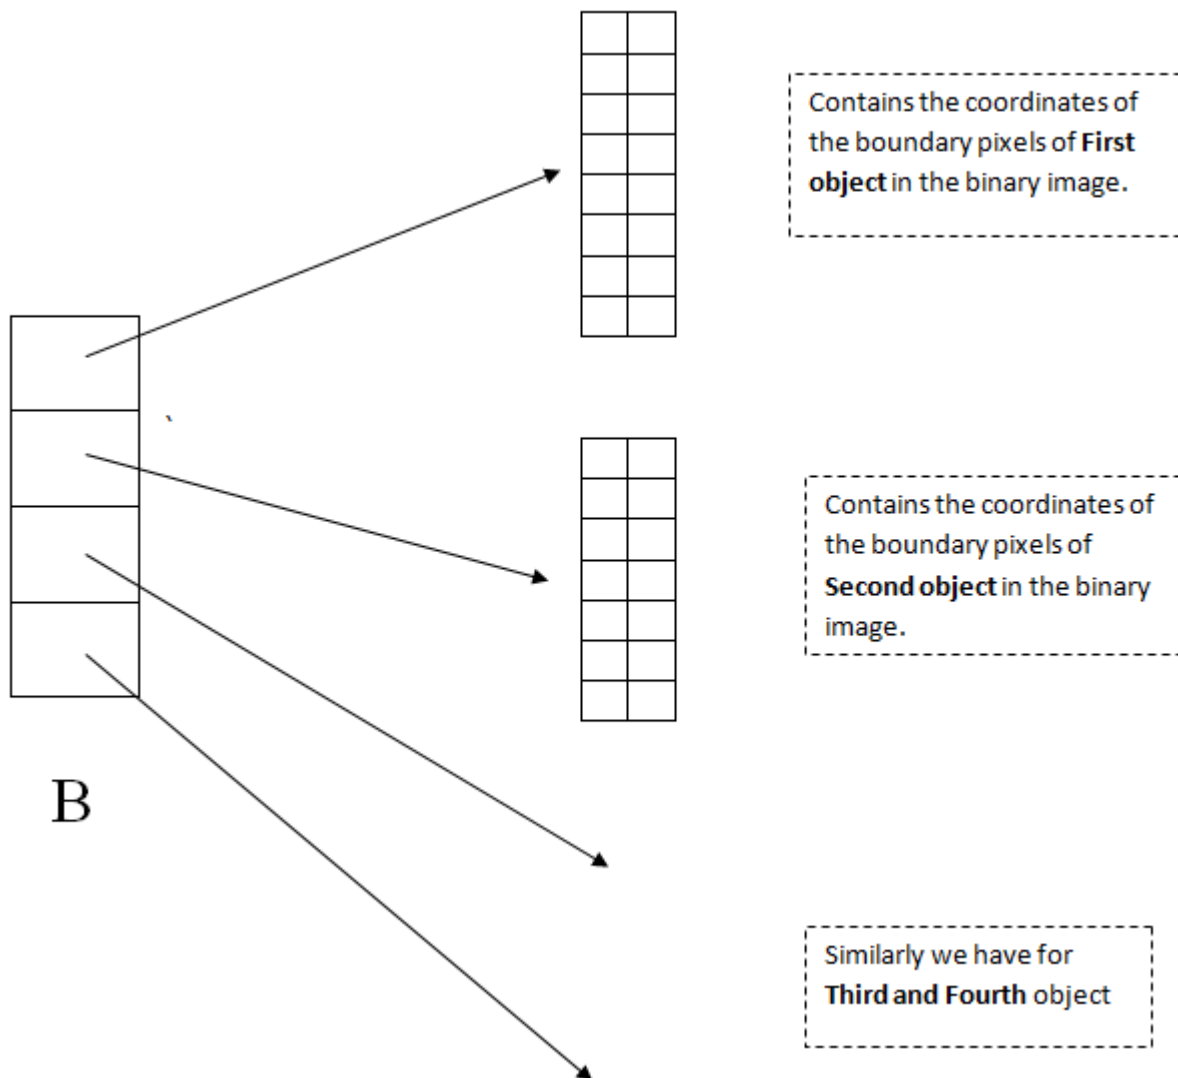 Contains the coordinates of
the boundary pixels of First
object in the binary image.
Contains the coordinates of
the boundary pixels of
Second object in the binary
image.
B
Similarly we have for
Third and Fourth object